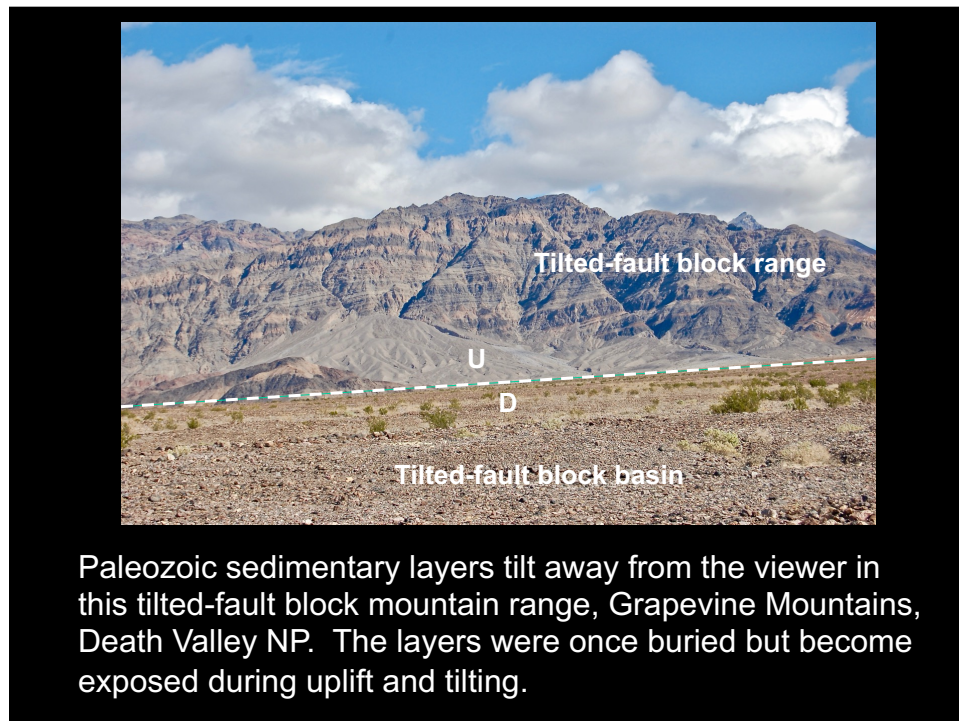 Tilted-fault block range
U
D
Tilted-fault block basin
Paleozoic sedimentary layers tilt away from the viewer in
this tilted-fault block mountain range, Grapevine Mountains,
Death Valley NP.  The layers were once buried but become
exposed during uplift and tilting.